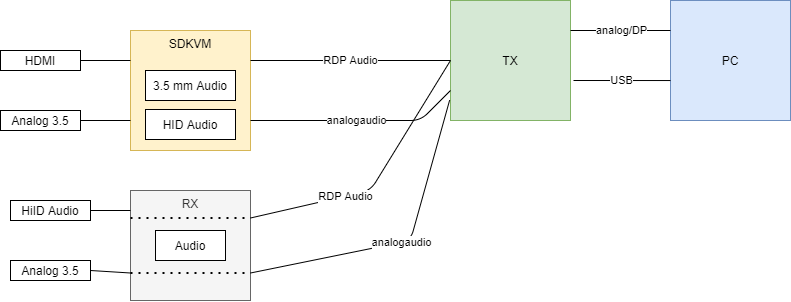 SDKVM
HDMI
RDP Audio
3.5 mm Audio
Analog 3.5
HID Audio
analogaudio
TX
analog/DP
USB
PC
RX
HiID Audio
RDP Audio
Audio
analogaudio
Analog 3.5